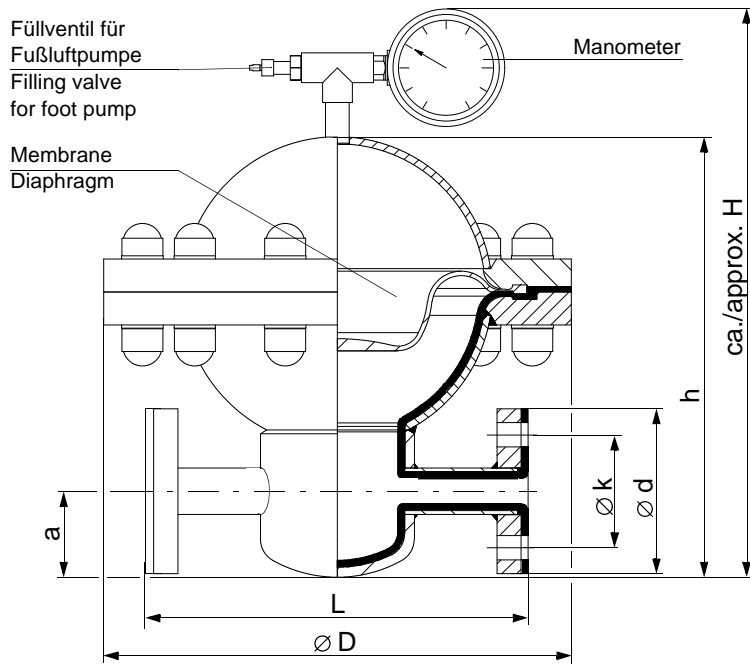 Füllventil für
Fußluftpumpe
Filling valve
for foot pump
Manometer
Membrane
Diaphragm
ca./approx. H
h
a
Ø k
Ø d
L
Ø D